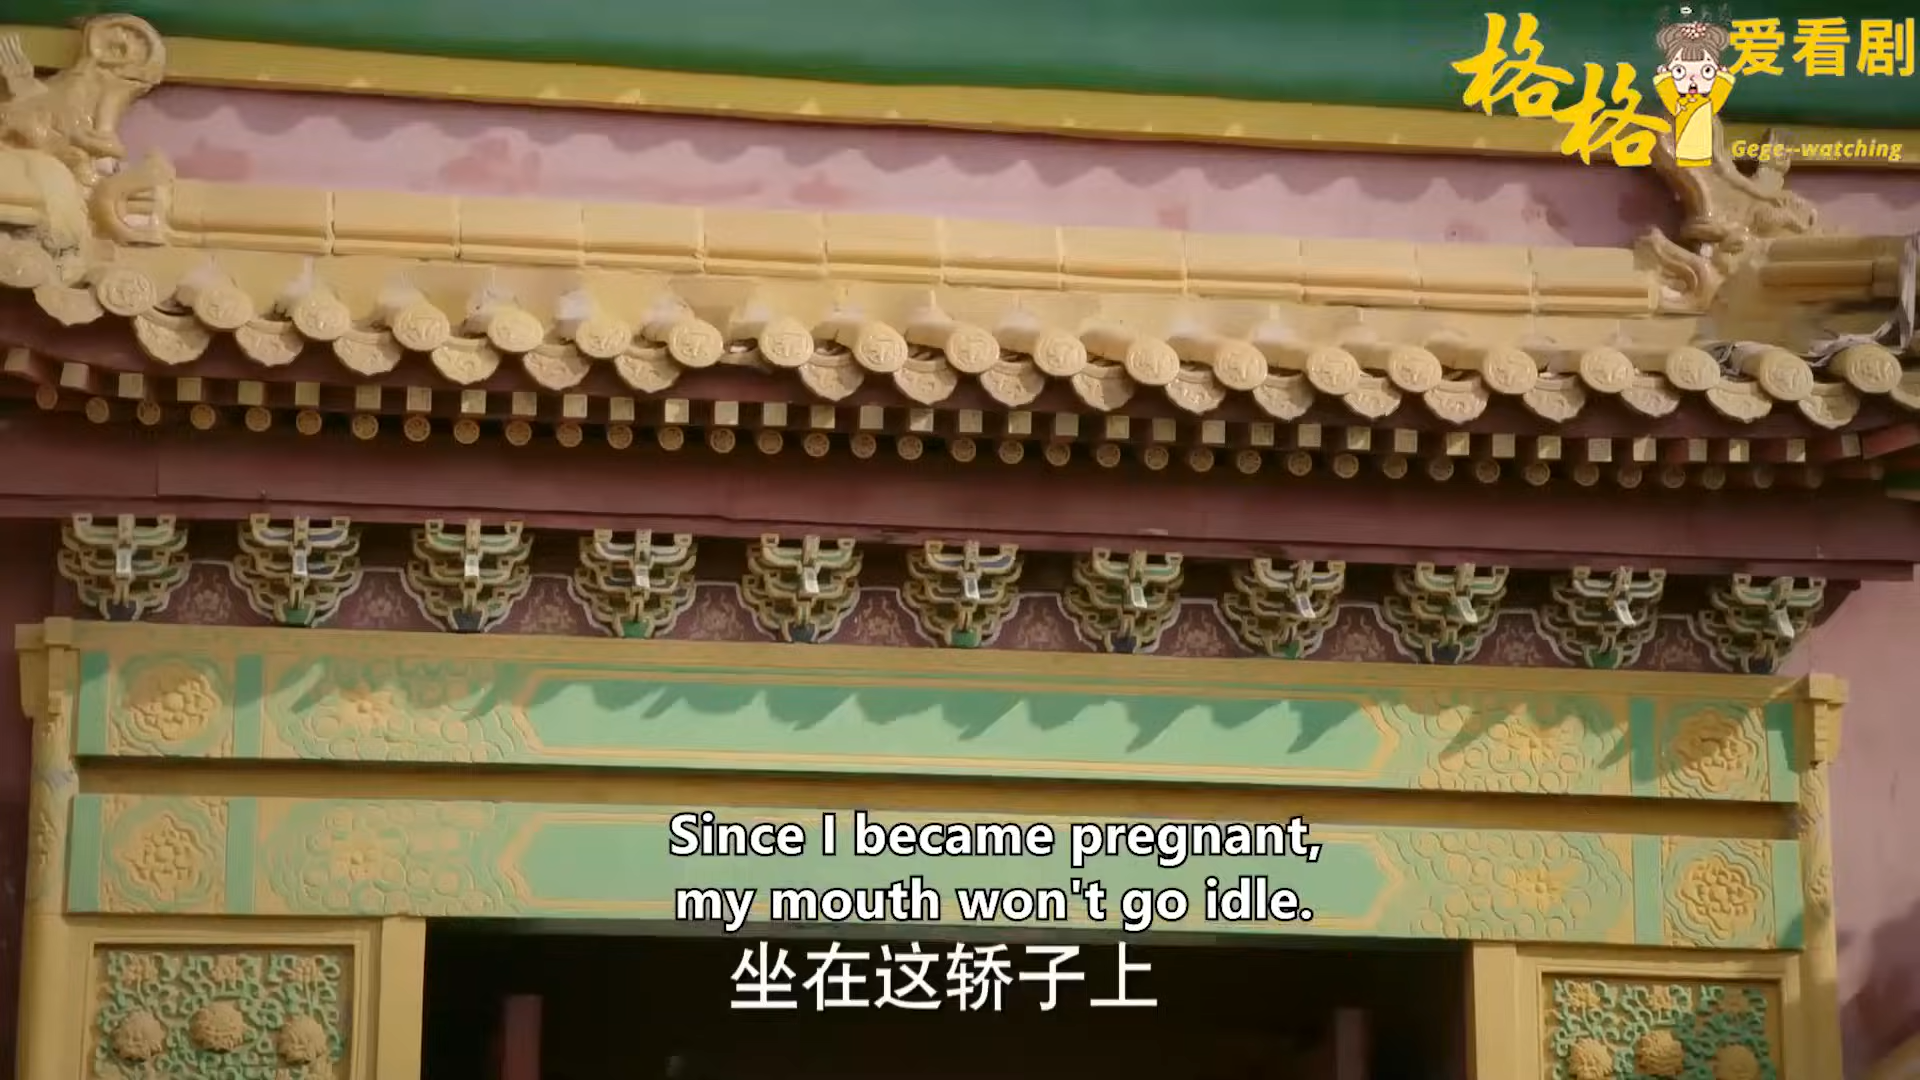 格格
爱看剧
Gege--watching
Since I became pregnant,
my mouth won't go idle.
坐在这轿子上